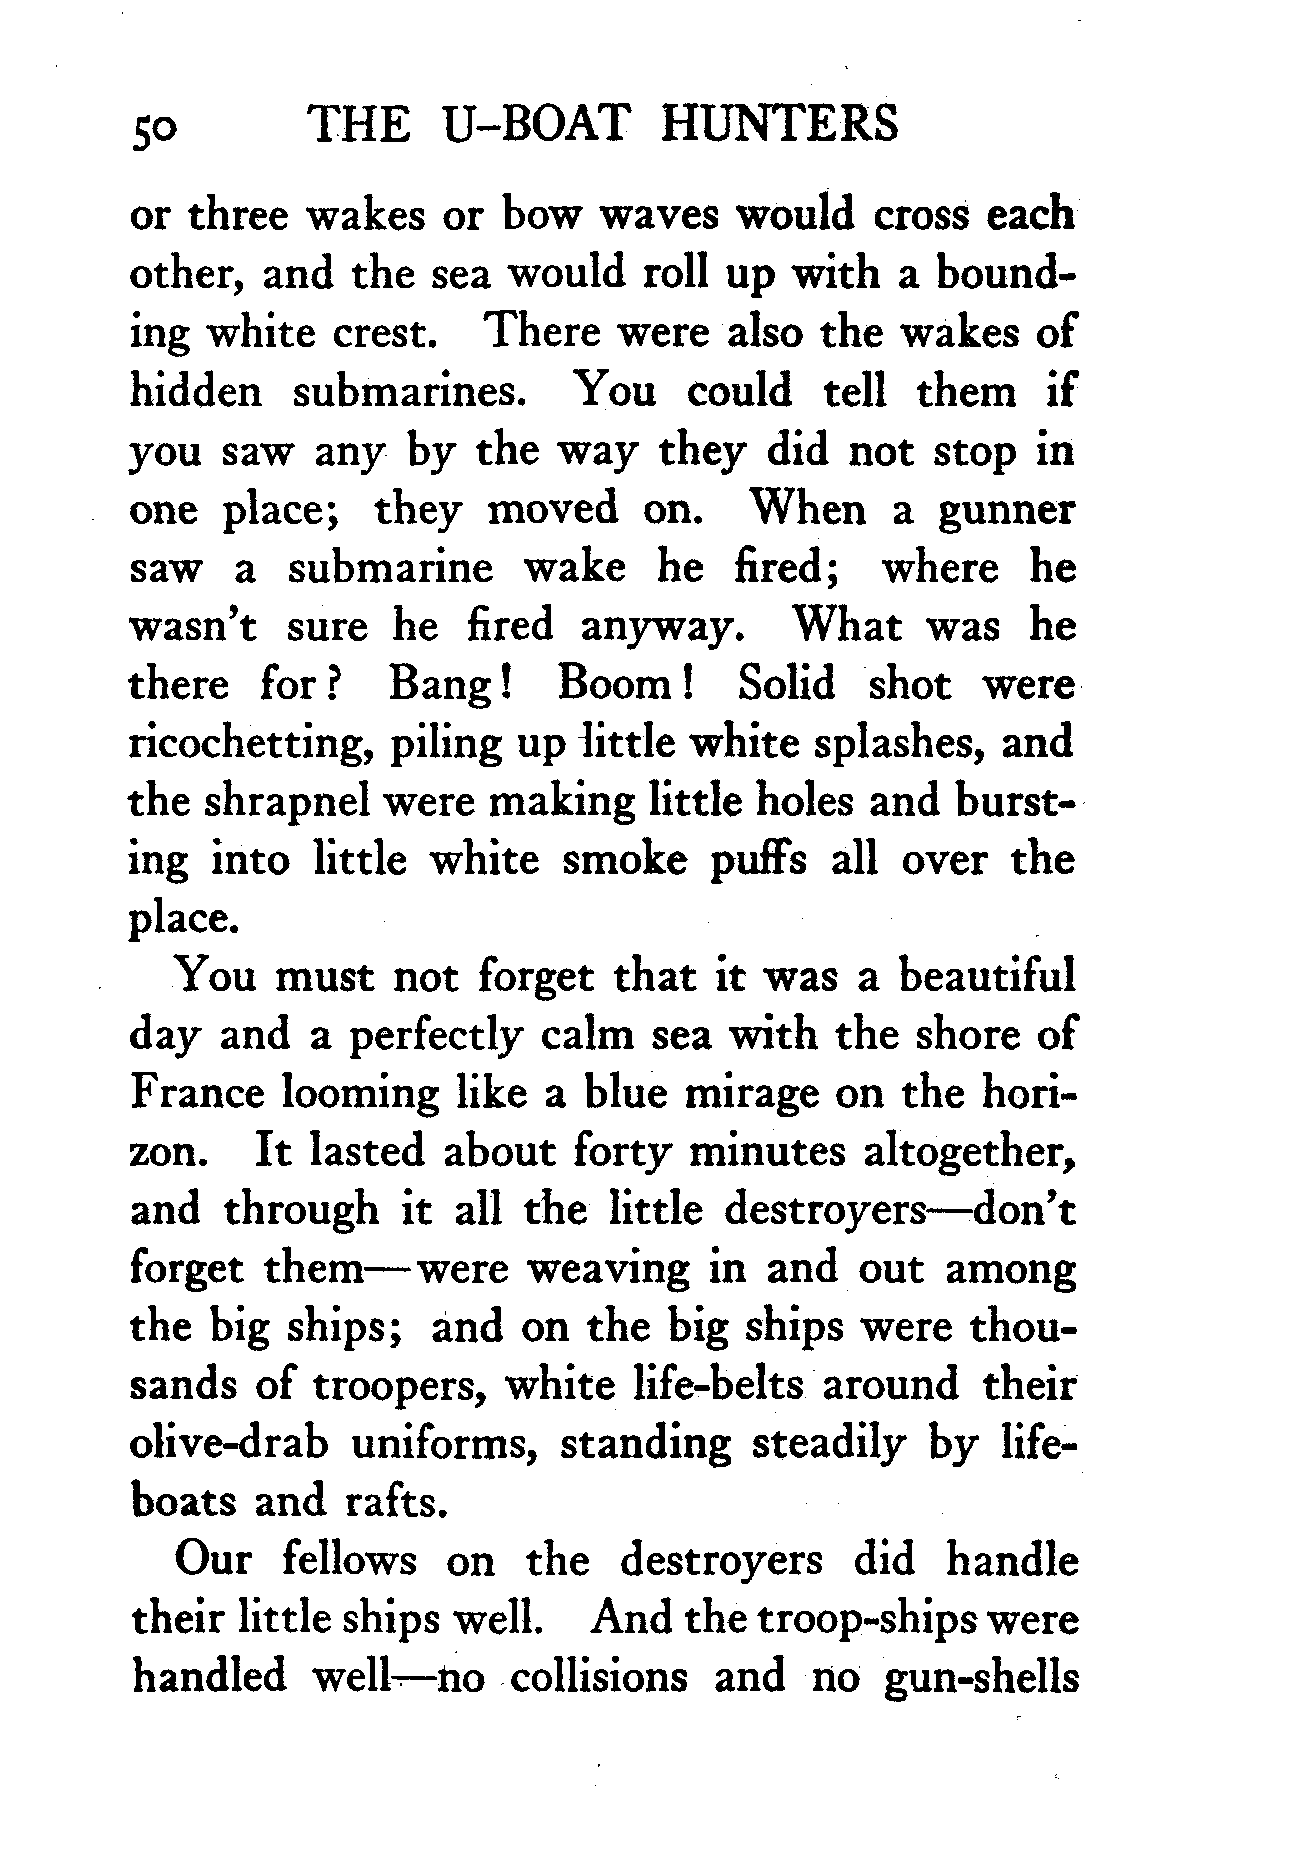 50 THE U-BOAT HUNTERS
or three wakes or bow waves would cross each
other, and the sea would roll up with a bound-
ing white crest. There were also the wakes of
hidden submarines. You could tell them if
you saw any by the way they did not stop in
one place; they moved on. When a gunner
saw a submarine wake he fired; where he
wasn't sure he fired anyway. What was he
there for? Bang! Boom! Solid shot were
ricochetting, piling up little white splashes, and
the shrapnel were making little holes and burst-
ing into little white smoke puffs all over the
place.
You must not forget that it was a beautiful
day and a perfectly calm sea with the shore of
France looming like a blue mirage on the hori-
zon. It lasted about forty minutes altogether,
and through it all the little destroyers—don't
forget them—were weaving in and out among
the big ships; and on the big ships were thou-
sands of troopers, white life-belts around their
olive-drab uniforms, standing steadily by life-
boats and rafts.
Our fellows on the destroyers did handle
their little ships well. And the troop-ships were
handled well—no collisions and no gun-shells